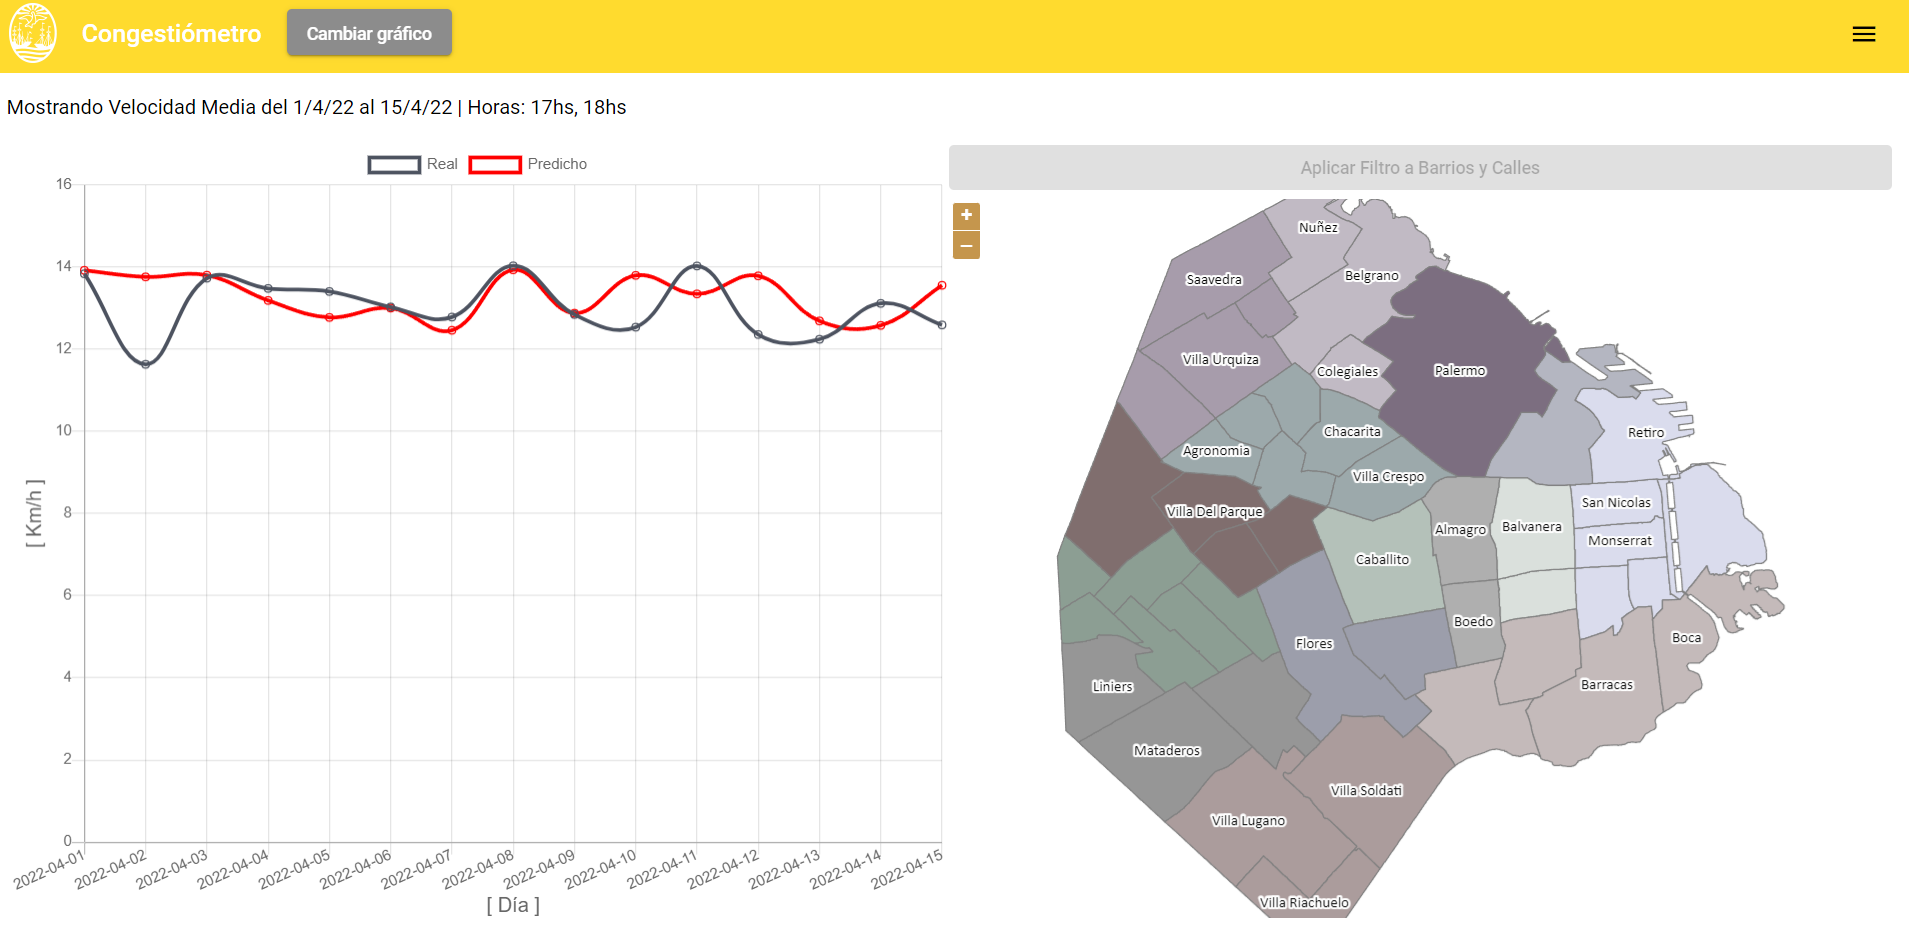 Congestiómetro
Cambiar gráfico
Mostrando Velocidad Media del 1/4/22 al 15/4/22 | Horas: 17hs, 18hs
Real
Predicho
16
14
12
10
8
6
4
2
0
[ Km/h ]
2022-04-01
2022-04-02
2022-04-03
2022-04-04
2022-04-05
2022-04-06
2022-04-07
2022-04-08
2022-04-09
2022-04-10
2022-04-11
2022-04-12
2022-04-13
2022-04-14
2022-04-15
[ Día ]
Aplicar Filtro a Barrios y Calles
+
–
Nuñez
Belgrano
Saavedra
Villa Urquiza
Colegiales
Palermo
Chacarita
Retiro
Agronomia
Villa Crespo
San Nicolas
Villa Del Parque
Almagro
Balvanera
Monserrat
Caballito
Boedo
Flores
Boca
Liniers
Barracas
Mataderos
Villa Soldati
Villa Lugano
Villa Riachuelo